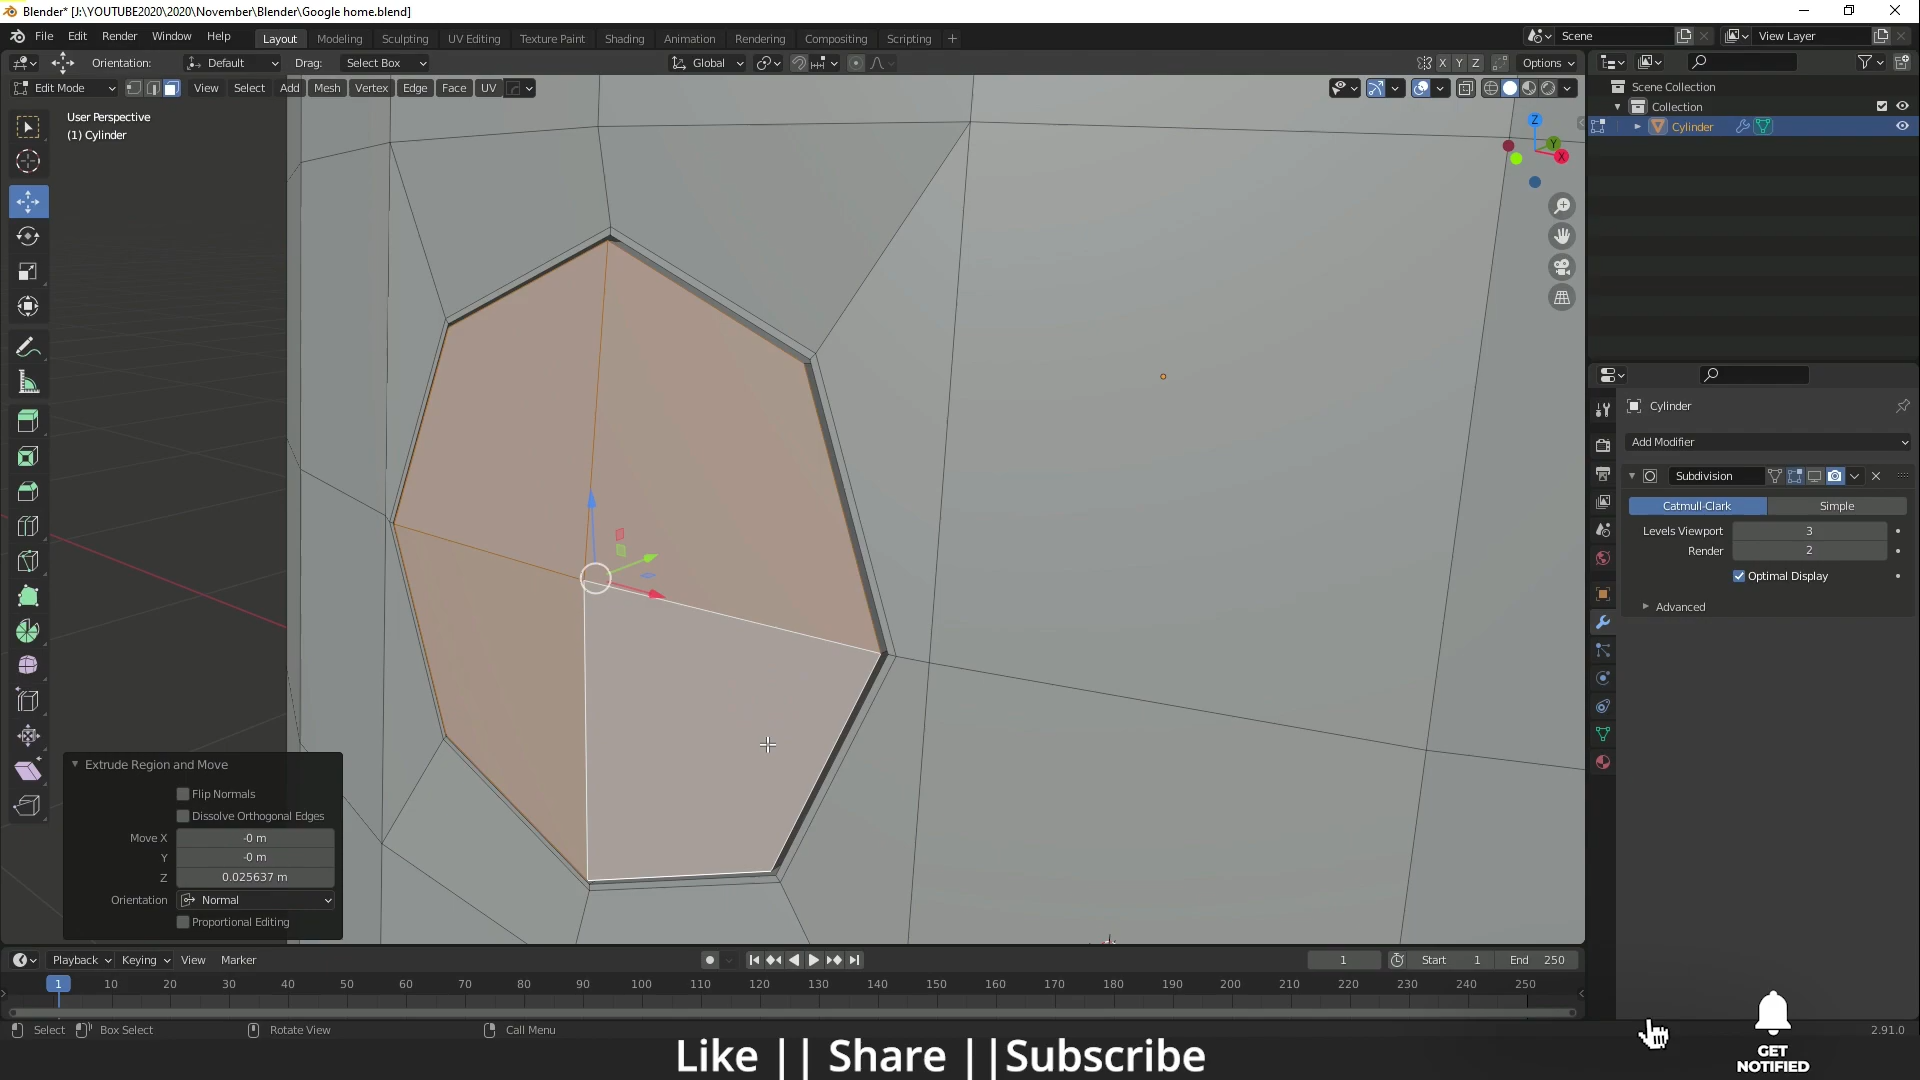 Blender* [J:\YOUTUBE2020\2020\November\Blender\Google home.blend]
File Edit Render Window Help Layout Modeling Sculpting UV Editing Texture Paint Shading Animation Rendering Compositing Scripting + Scene View Layer
Orientation: Default Drag: Select Box Global X Y Z Options
Edit Mode View Select Add Mesh Vertex Edge Face UV
User Perspective
(1) Cylinder
Z
Y
X
Scene Collection
Collection
Cylinder
Cylinder
Add Modifier
Subdivision
Catmull-Clark Simple
Levels Viewport 3
Render 2
Optimal Display
Advanced
Extrude Region and Move
Flip Normals
Dissolve Orthogonal Edges
Move X -0 m
Y -0 m
Z 0.025637 m
Orientation Normal
Proportional Editing
Playback Keying View Marker 1 Start 1 End 250
1 10 20 30 40 50 60 70 80 90 100 110 120 130 140 150 160 170 180 190 200 210 220 230 240 250
Select Box Select Rotate View Call Menu 2.91.0
Like || Share ||Subscribe
GET
NOTIFIED